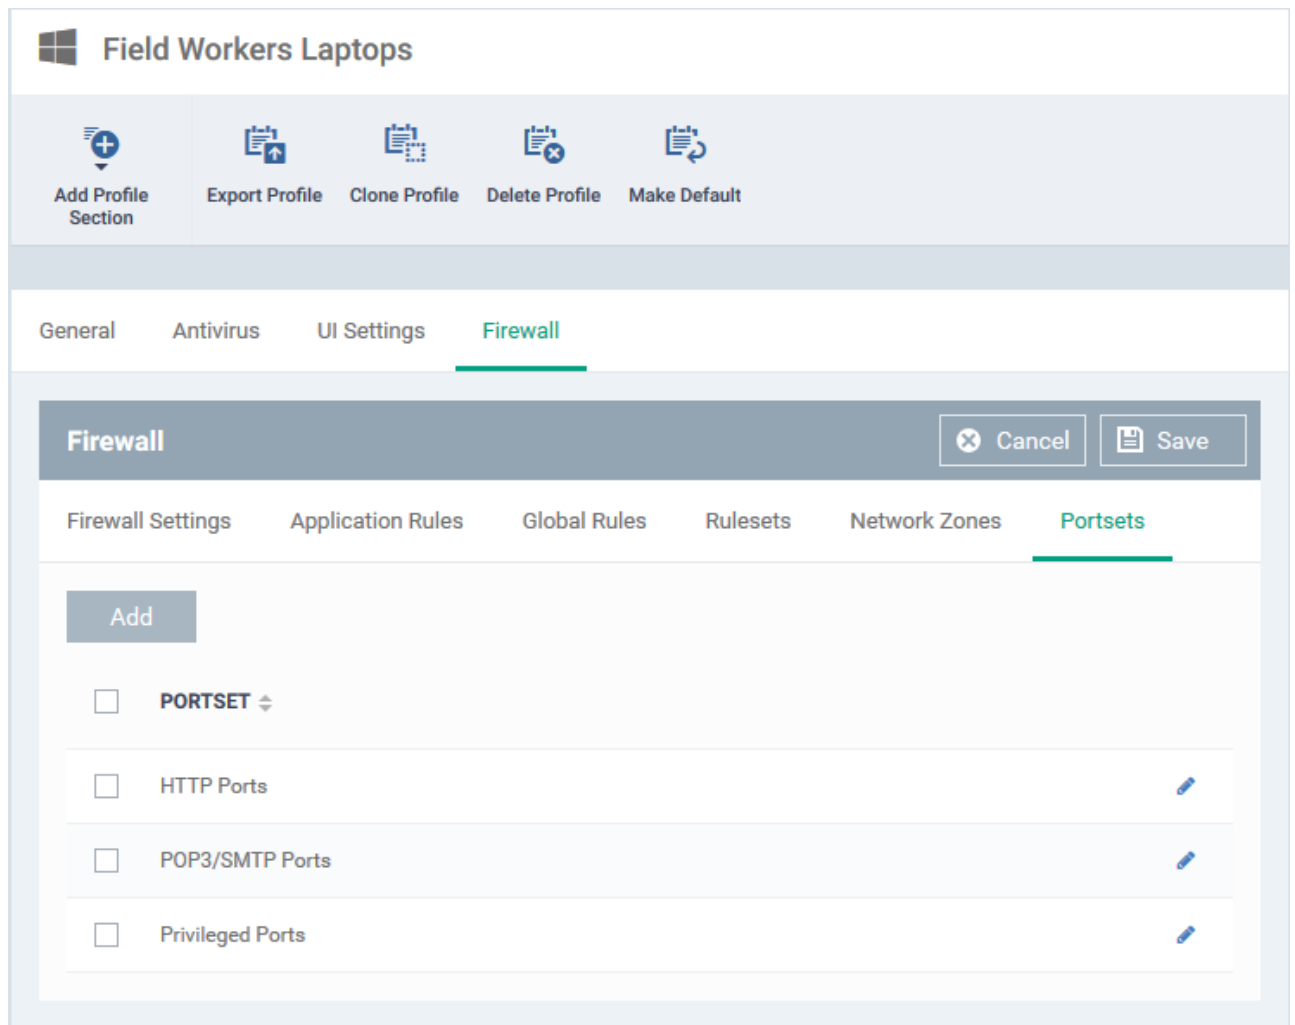 Field Workers Laptops
Add Profile Section
Export Profile
Clone Profile
Delete Profile
Make Default
General Antivirus UI Settings Firewall
Firewall Cancel Save
Firewall Settings Application Rules Global Rules Rulesets Network Zones Portsets
Add
PORTSET
HTTP Ports
POP3/SMTP Ports
Privileged Ports